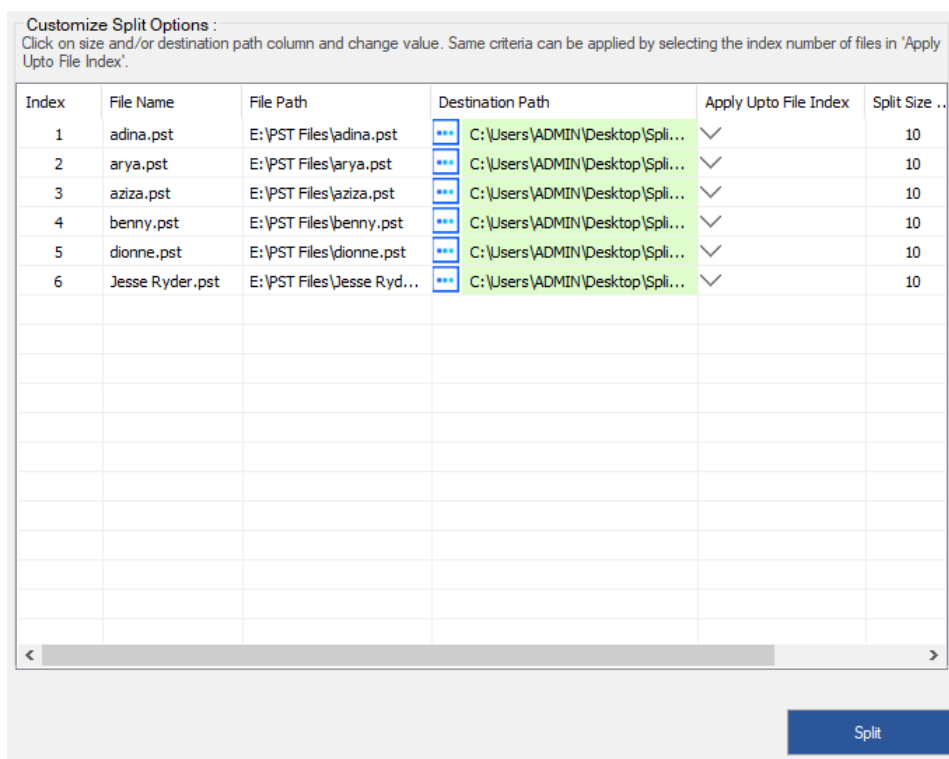 Customize Split Options :
Click on size and/or destination path column and change value. Same criteria can be applied by selecting the index number of files in 'Apply
Upto File Index'.
Index File Name File Path Destination Path Apply Upto File Index Split Size ..
1 adina.pst E:\PST Files\adina.pst C:\Users\ADMIN\Desktop\Spli... 10
2 arya.pst E:\PST Files\arya.pst C:\Users\ADMIN\Desktop\Spli... 10
3 aziza.pst E:\PST Files\aziza.pst C:\Users\ADMIN\Desktop\Spli... 10
4 benny.pst E:\PST Files\benny.pst C:\Users\ADMIN\Desktop\Spli... 10
5 dionne.pst E:\PST Files\dionne.pst C:\Users\ADMIN\Desktop\Spli... 10
6 Jesse Ryder.pst E:\PST Files\Jesse Ryd... C:\Users\ADMIN\Desktop\Spli... 10
Split